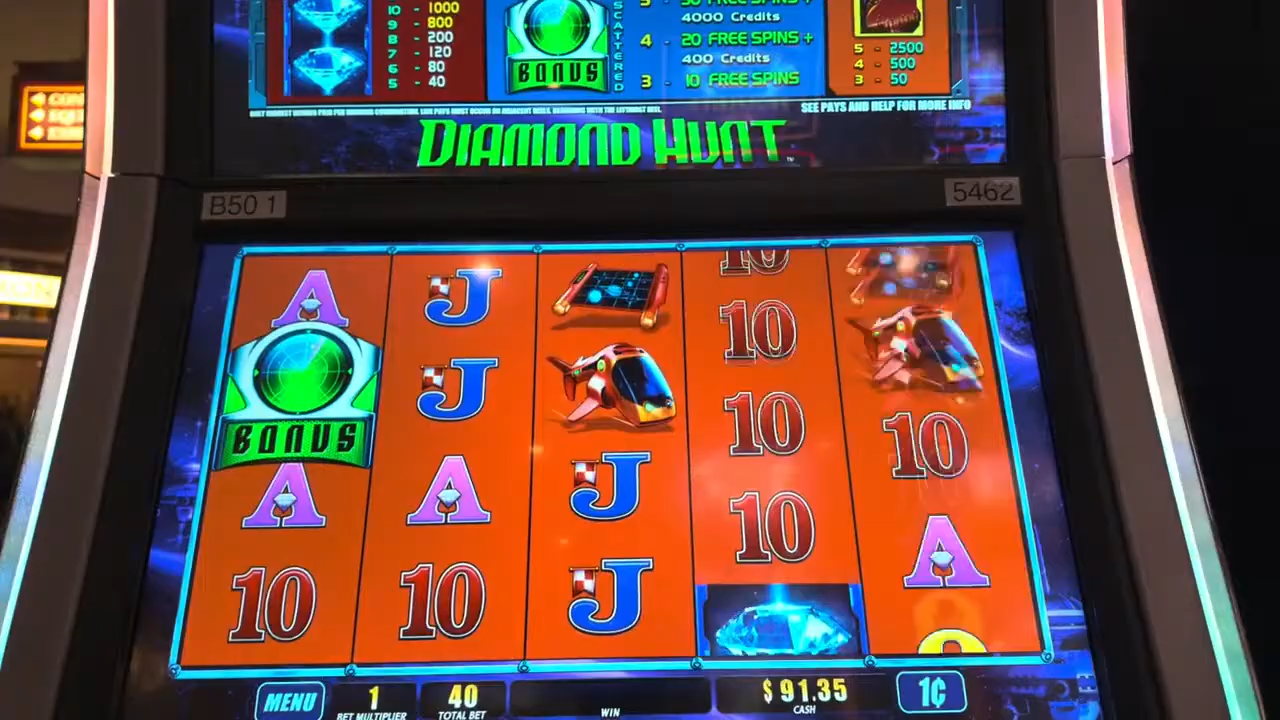 10 - 1000
9 - 800
8 - 200
7 - 120
6 - 80
5 - 40
BONUS
SCATTERED
4000 Credits
4 - 20 FREE SPINS +
400 Credits
3 - 10 FREE SPINS
5 - 2500
4 - 500
3 - 50
SEE PAYS AND HELP FOR MORE INFO
DIAMOND HUNT™
B50 1
5462
A J 10
BONUS J 10
A A J 10 10
10 10 J 10 A
MENU
1
BET MULTIPLIER
40
TOTAL BET
WIN
$91.35
CASH
1¢